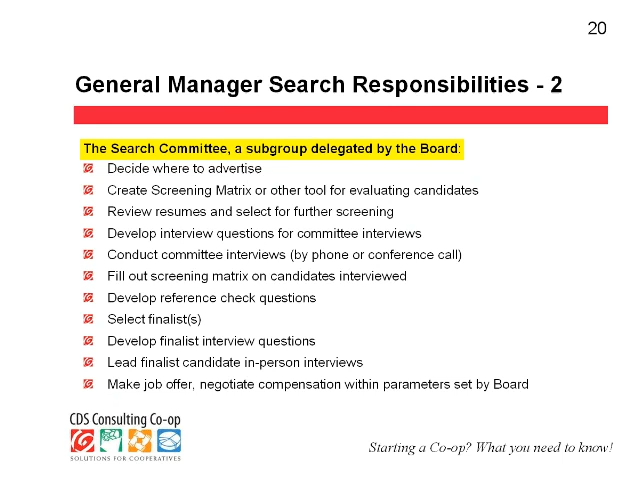 20
General Manager Search Responsibilities - 2
The Search Committee, a subgroup delegated by the Board:
Decide where to advertise
Create Screening Matrix or other tool for evaluating candidates
Review resumes and select for further screening
Develop interview questions for committee interviews
Conduct committee interviews (by phone or conference call)
Fill out screening matrix on candidates interviewed
Develop reference check questions
Select finalist(s)
Develop finalist interview questions
Lead finalist candidate in-person interviews
Make job offer, negotiate compensation within parameters set by Board
CDS Consulting Co-op
SOLUTIONS FOR COOPERATIVES
Starting a Co-op? What you need to know!